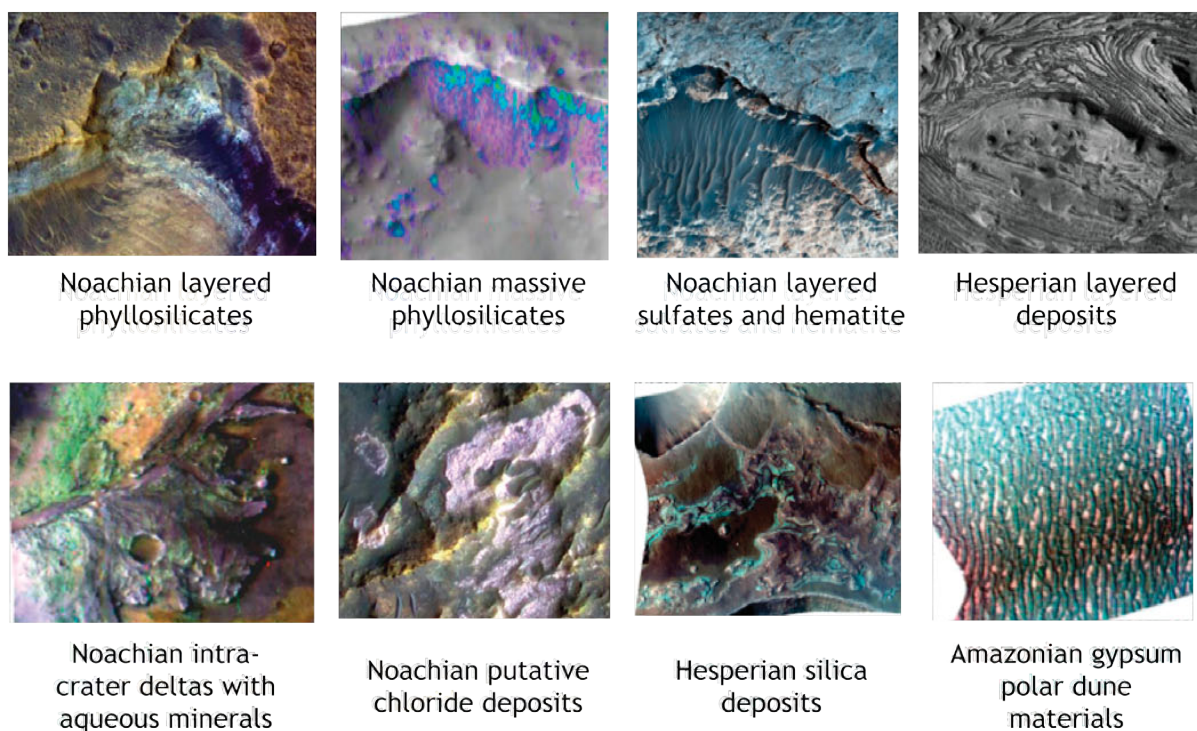 Noachian layered
phyllosilicates
Noachian massive
phyllosilicates
Noachian layered
sulfates and hematite
Hesperian layered
deposits
Noachian intra-
crater deltas with
aqueous minerals
Noachian putative
chloride deposits
Hesperian silica
deposits
Amazonian gypsum
polar dune
materials